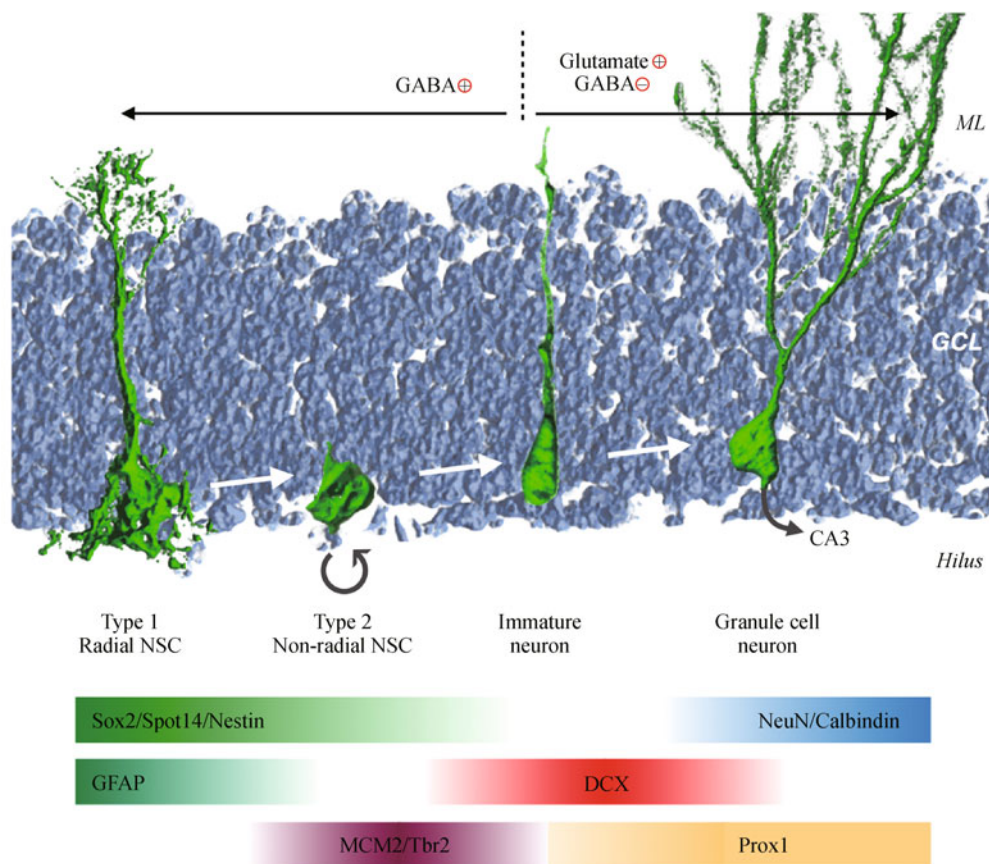 GABA⊕
Glutamate⊕
GABA⊖
ML
GCL
CA3
Hilus
Type 1
Radial NSC
Type 2
Non-radial NSC
Immature
neuron
Granule cell
neuron
Sox2/Spot14/Nestin
NeuN/Calbindin
GFAP
DCX
MCM2/Tbr2
Prox1